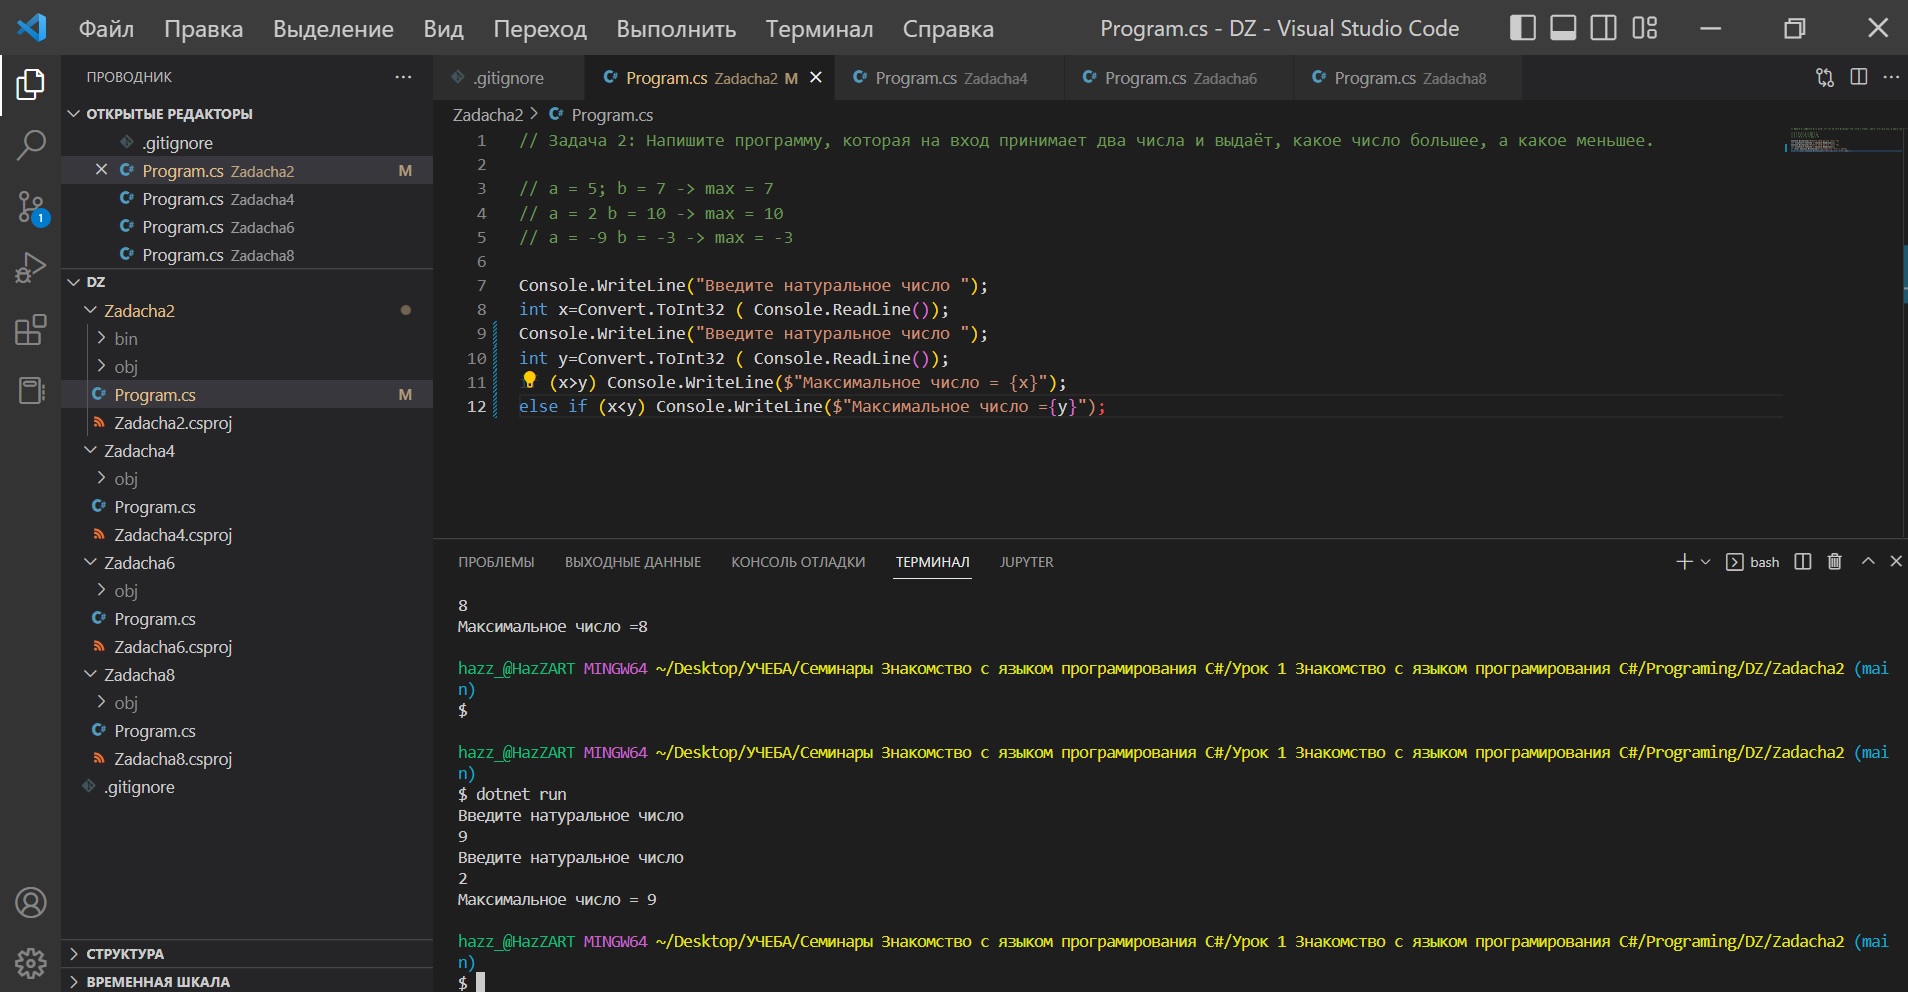 Файл Правка Выделение Вид Переход Выполнить Терминал Справка Program.cs - DZ - Visual Studio Code
ПРОВОДНИК
ОТКРЫТЫЕ РЕДАКТОРЫ
.gitignore
Program.cs Zadacha2 M
Program.cs Zadacha4
Program.cs Zadacha6
Program.cs Zadacha8
1
DZ
Zadacha2
bin
obj
Program.cs M
Zadacha2.csproj
Zadacha4
obj
Program.cs
Zadacha4.csproj
Zadacha6
obj
Program.cs
Zadacha6.csproj
Zadacha8
obj
Program.cs
Zadacha8.csproj
.gitignore
СТРУКТУРА
ВРЕМЕННАЯ ШКАЛА
.gitignore Program.cs Zadacha2 M Program.cs Zadacha4 Program.cs Zadacha6 Program.cs Zadacha8
Zadacha2 > Program.cs
1 // Задача 2: Напишите программу, которая на вход принимает два числа и выдаёт, какое число большее, а какое меньшее.
2
3 // a = 5; b = 7 -> max = 7
4 // a = 2 b = 10 -> max = 10
5 // a = -9 b = -3 -> max = -3
6
7 Console.WriteLine("Введите натуральное число ");
8 int x=Convert.ToInt32 ( Console.ReadLine());
9 Console.WriteLine("Введите натуральное число ");
10 int y=Convert.ToInt32 ( Console.ReadLine());
11 (x>y) Console.WriteLine($"Максимальное число = {x}");
12 else if (x<y) Console.WriteLine($"Максимальное число ={y}");
ПРОБЛЕМЫ ВЫХОДНЫЕ ДАННЫЕ КОНСОЛЬ ОТЛАДКИ ТЕРМИНАЛ JUPYTER bash
8
Максимальное число =8
hazz_@HazZART MINGW64 ~/Desktop/УЧЕБА/Семинары Знакомство с языком програмирования C#/Урок 1 Знакомство с языком програмирования C#/Programing/DZ/Zadacha2 (mai
n)
$
hazz_@HazZART MINGW64 ~/Desktop/УЧЕБА/Семинары Знакомство с языком програмирования C#/Урок 1 Знакомство с языком програмирования C#/Programing/DZ/Zadacha2 (mai
n)
$ dotnet run
Введите натуральное число
9
Введите натуральное число
2
Максимальное число = 9
hazz_@HazZART MINGW64 ~/Desktop/УЧЕБА/Семинары Знакомство с языком програмирования C#/Урок 1 Знакомство с языком програмирования C#/Programing/DZ/Zadacha2 (mai
n)
$